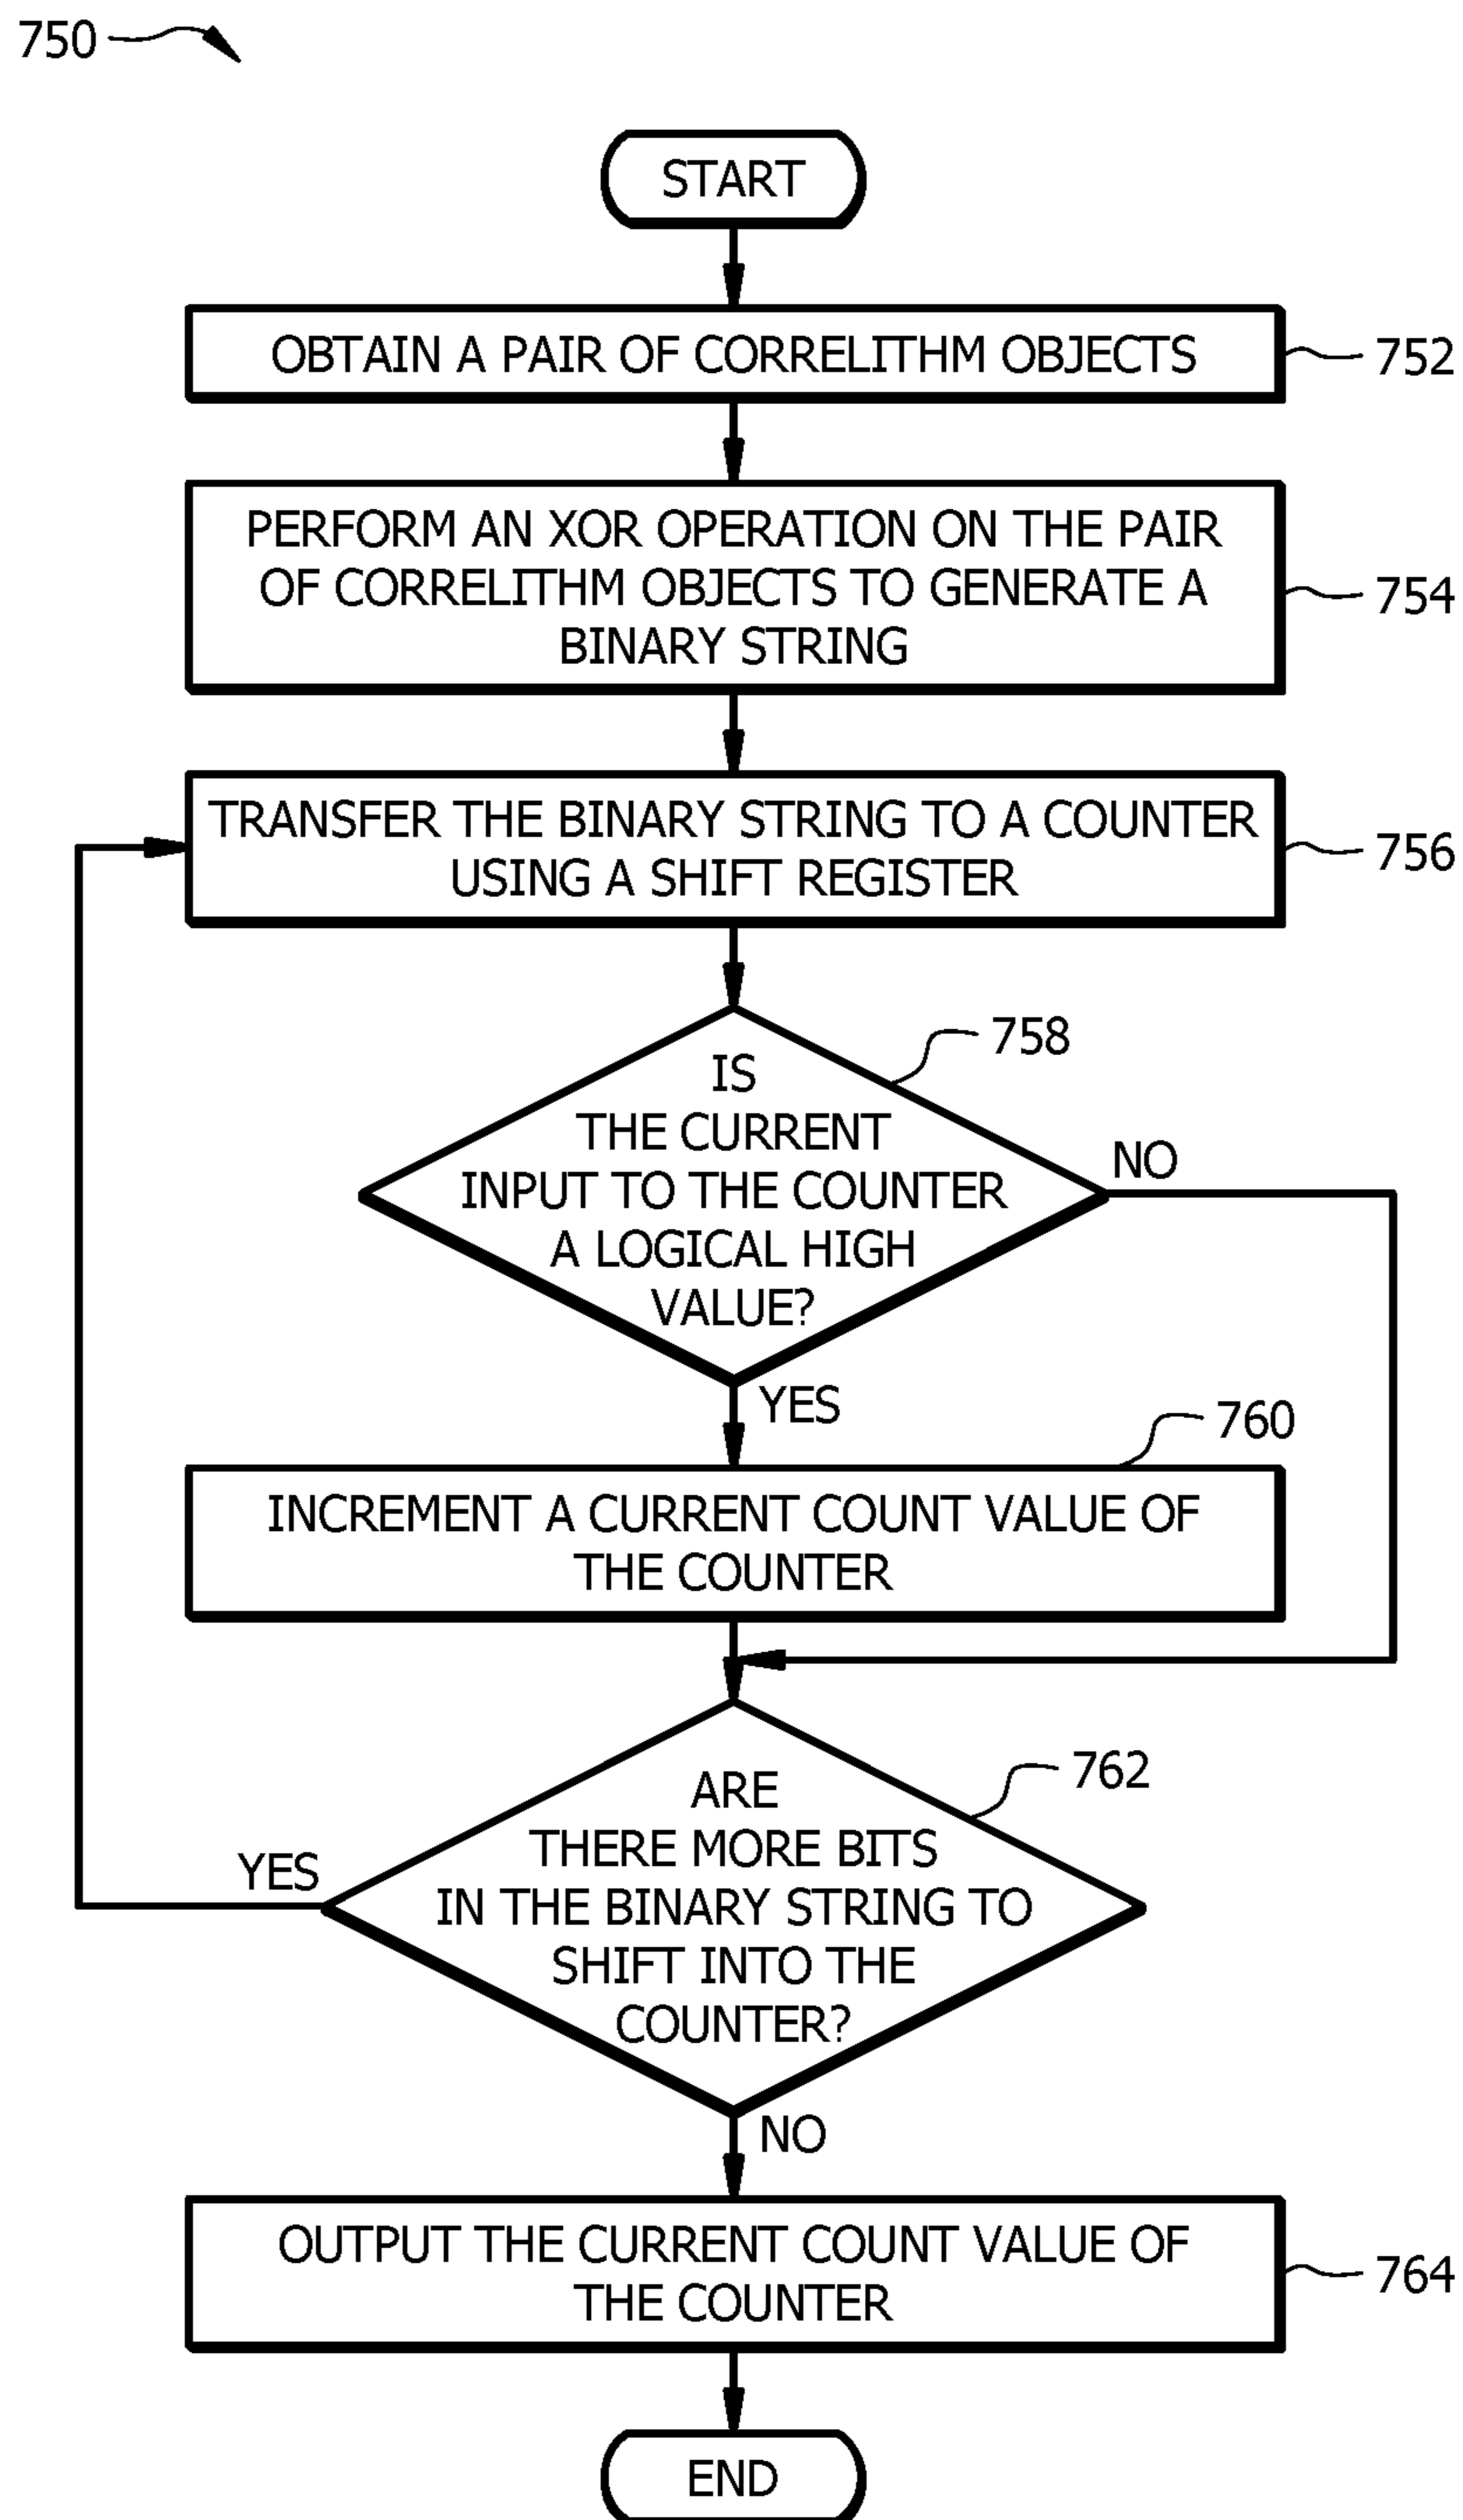 750
START
OBTAIN A PAIR OF CORRELITHM OBJECTS
752
PERFORM AN XOR OPERATION ON THE PAIR
OF CORRELITHM OBJECTS TO GENERATE A
BINARY STRING
754
TRANSFER THE BINARY STRING TO A COUNTER
USING A SHIFT REGISTER
756
758
IS
THE CURRENT
INPUT TO THE COUNTER
A LOGICAL HIGH
VALUE?
NO
YES
760
INCREMENT A CURRENT COUNT VALUE OF
THE COUNTER
762
ARE
THERE MORE BITS
IN THE BINARY STRING TO
SHIFT INTO THE
COUNTER?
YES
NO
OUTPUT THE CURRENT COUNT VALUE OF
THE COUNTER
764
END